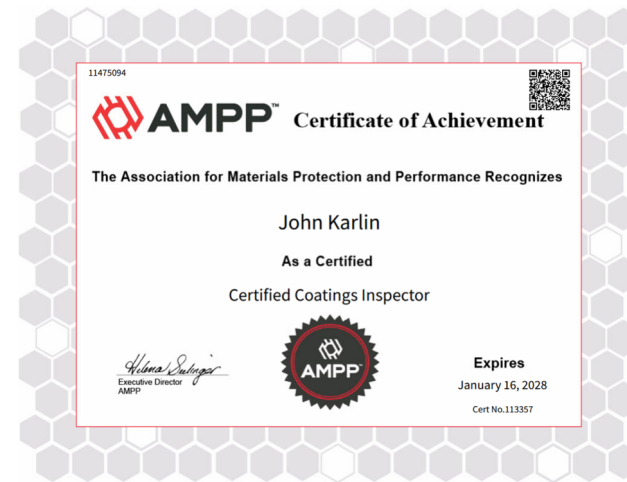 11475094
AMPP™ Certificate of Achievement
The Association for Materials Protection and Performance Recognizes
John Karlin
As a Certified
Certified Coatings Inspector
AMPP
Executive Director
AMPP
Expires
January 16, 2028
Cert No.113357